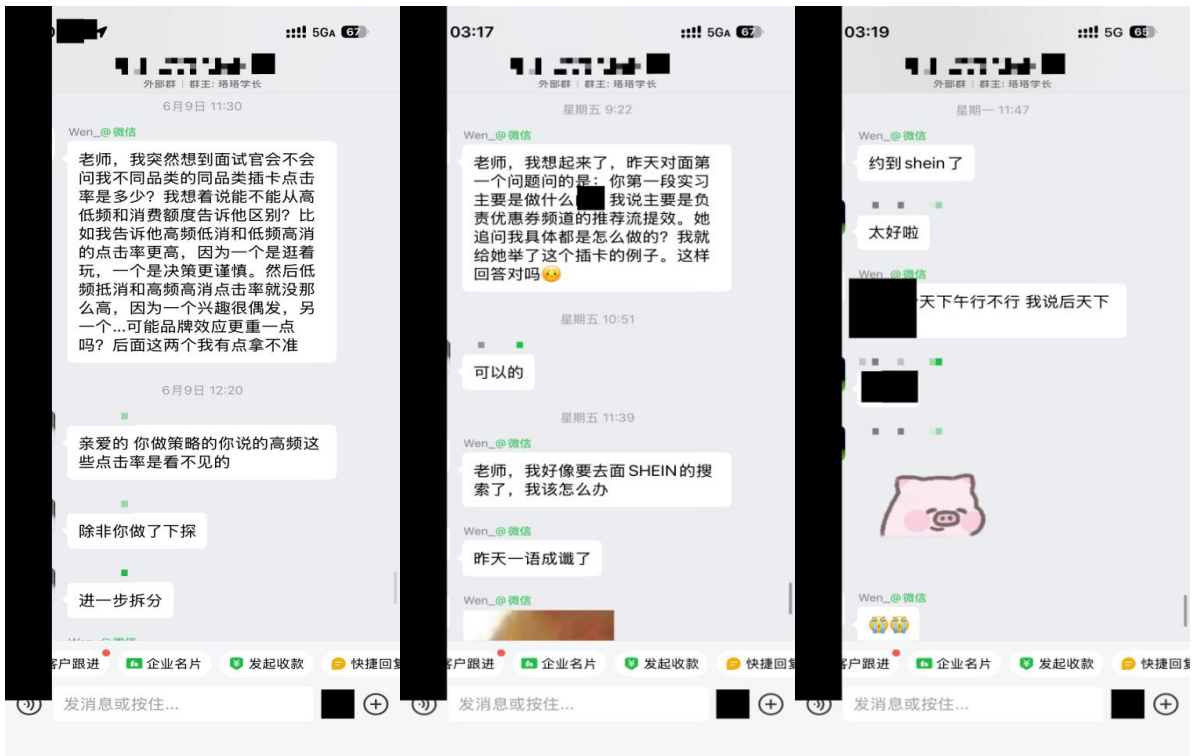 5GA 67
外部群 | 群主: 珞珞学长
6月9日 11:30
Wen_@微信
老师，我突然想到面试官会不会
问我不同品类的同品类插卡点击
率是多少？我想着说能不能从高
低频和消费额度告诉他区别？比
如我告诉他高频低消和低频高消
的点击率更高，因为一个是逛着
玩，一个是决策更谨慎。然后低
频抵消和高频高消点击率就没那
么高，因为一个兴趣很偶发，另
一个...可能品牌效应更重一点
吗？后面这两个我有点拿不准
6月9日 12:20
亲爱的 你做策略的你说的高频这
些点击率是看不见的
除非你做了下探
进一步拆分
客户跟进 企业名片 发起收款 快捷回复
发消息或按住...
03:17 5GA 67
外部群 | 群主: 珞珞学长
星期五 9:22
Wen_@微信
老师，我想起来了，昨天对面第
一个问题问的是：你第一段实习
主要是做什么 我说主要是负
责优惠券频道的推荐流提效。她
追问我具体都是怎么做的？我就
给她举了这个插卡的例子。这样
回答对吗
星期五 10:51
可以的
星期五 11:39
Wen_@微信
老师，我好像要去面SHEIN的搜
索了，我该怎么办
Wen_@微信
昨天一语成谶了
Wen_@微信
客户跟进 企业名片 发起收款 快捷回复
发消息或按住...
03:19 5G 65
外部群 | 群主: 珞珞学长
星期一 11:47
Wen_@微信
约到shein了
太好啦
Wen_@微信
天下午行不行 我说后天下
Wen_@微信
客户跟进 企业名片 发起收款 快捷回复
发消息或按住...